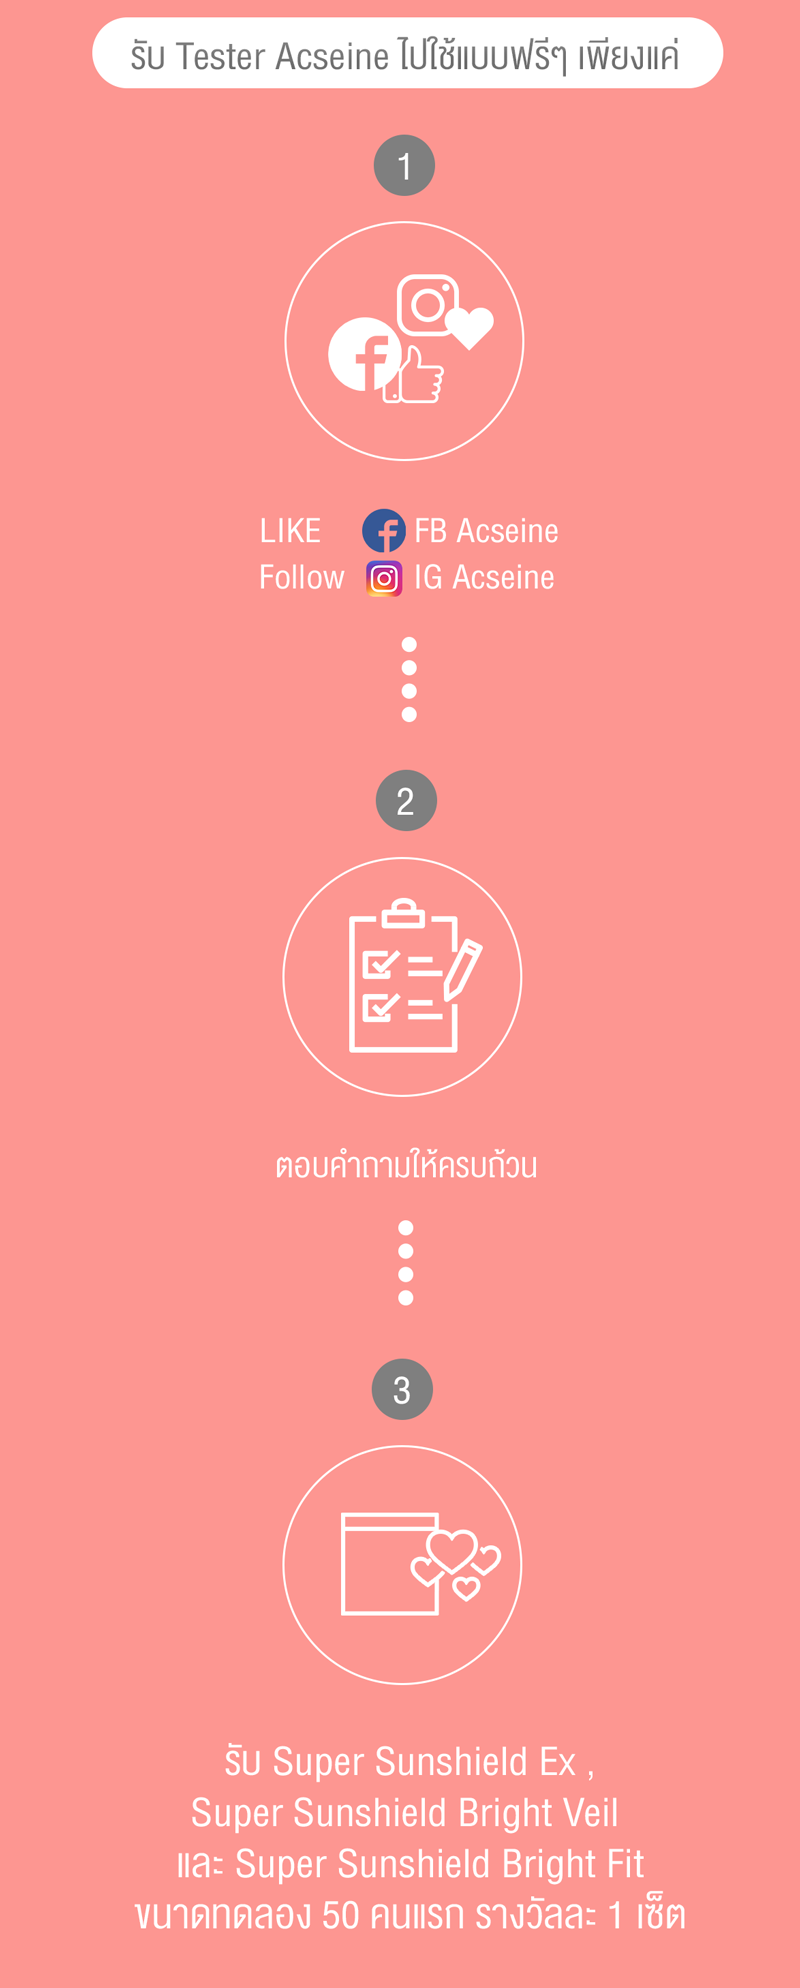 รับ Tester Acseine ไปใช้แบบฟรีๆ เพียงแค่
1
LIKE FB Acseine
Follow IG Acseine
2
ตอบคำถามให้ครบถ้วน
3
รับ Super Sunshield Ex ,
Super Sunshield Bright Veil
และ Super Sunshield Bright Fit
ขนาดทดลอง 50 คนแรก รางวัลละ 1 เซ็ต